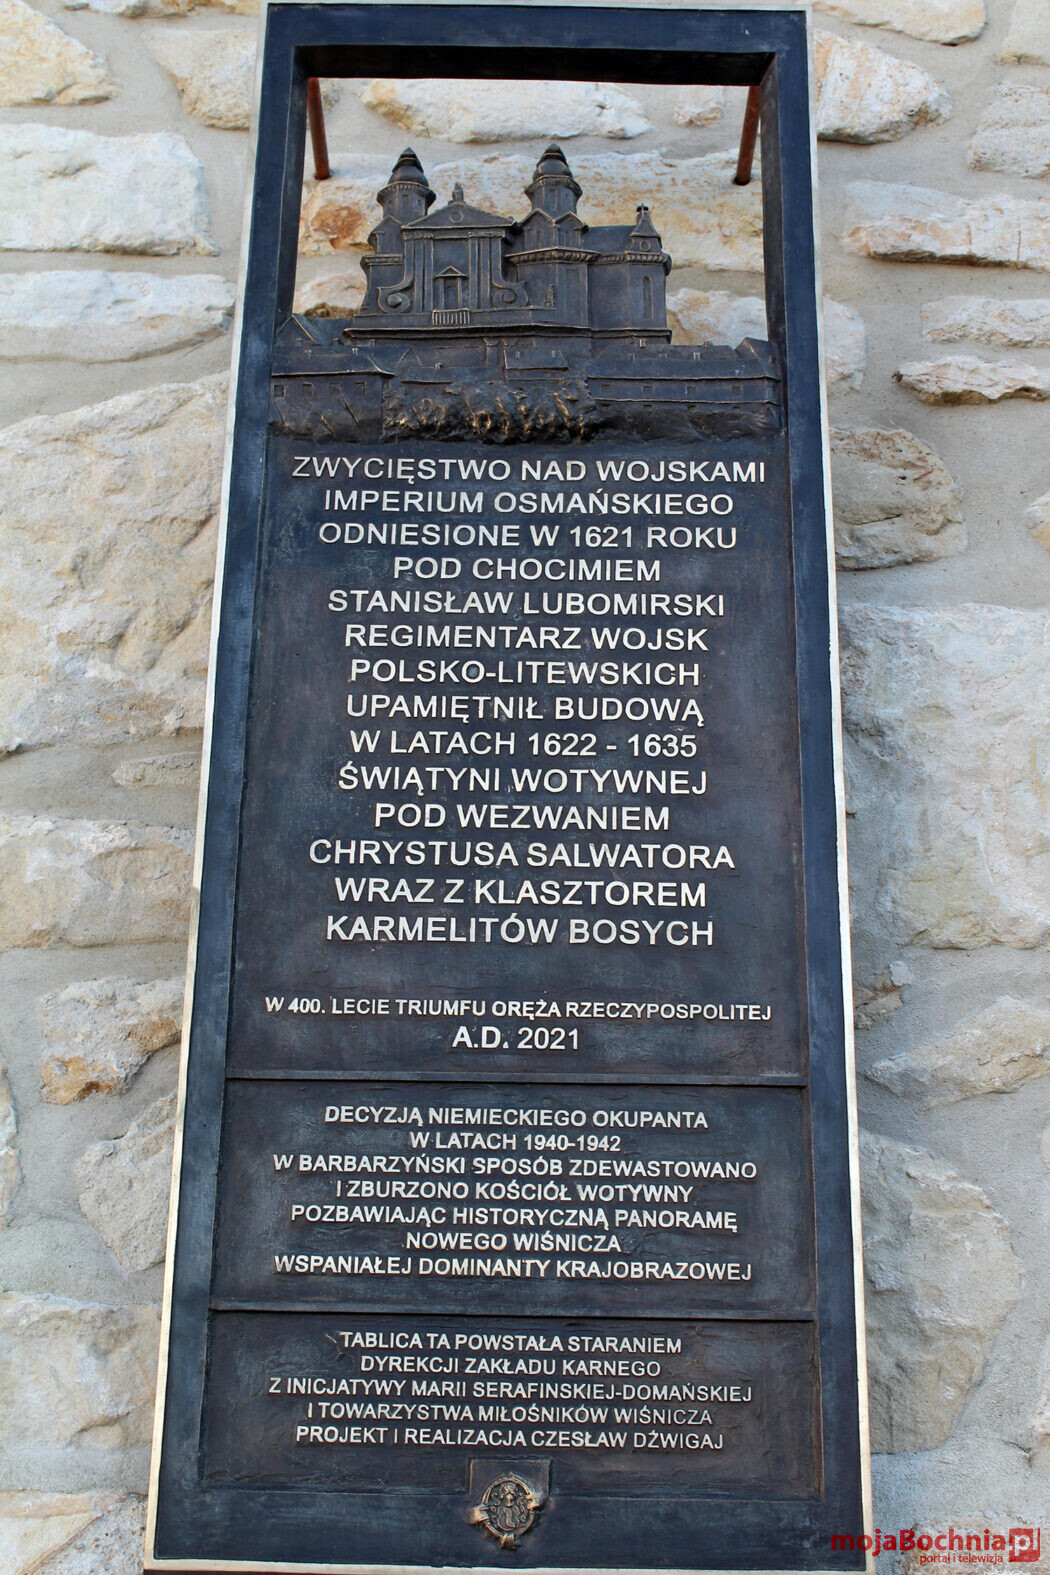 ZWYCIĘSTWO NAD WOJSKAMI
IMPERIUM OSMAŃSKIEGO
ODNIESIONE W 1621 ROKU
POD CHOCIMIEM
STANISŁAW LUBOMIRSKI
REGIMENTARZ WOJSK
POLSKO-LITEWSKICH
UPAMIĘTNIŁ BUDOWĄ
W LATACH 1622 - 1635
ŚWIĄTYNI WOTYWNEJ
POD WEZWANIEM
CHRYSTUSA SALWATORA
WRAZ Z KLASZTOREM
KARMELITÓW BOSYCH
W 400. LECIE TRIUMFU ORĘŻA RZECZYPOSPOLITEJ
A.D. 2021
DECYZJĄ NIEMIECKIEGO OKUPANTA
W LATACH 1940-1942
W BARBARZYŃSKI SPOSÓB ZDEWASTOWANO
I ZBURZONO KOŚCIÓŁ WOTYWNY
POZBAWIAJĄC HISTORYCZNĄ PANORAMĘ
NOWEGO WIŚNICZA
WSPANIAŁEJ DOMINANTY KRAJOBRAZOWEJ
TABLICA TA POWSTAŁA STARANIEM
DYREKCJI ZAKŁADU KARNEGO
Z INICJATYWY MARII SERAFINSKIEJ-DOMAŃSKIEJ
I TOWARZYSTWA MIŁOŚNIKÓW WIŚNICZA
PROJEKT I REALIZACJA CZESŁAW DŹWIGAJ
mojaBochnia.pl
portal i telewizja